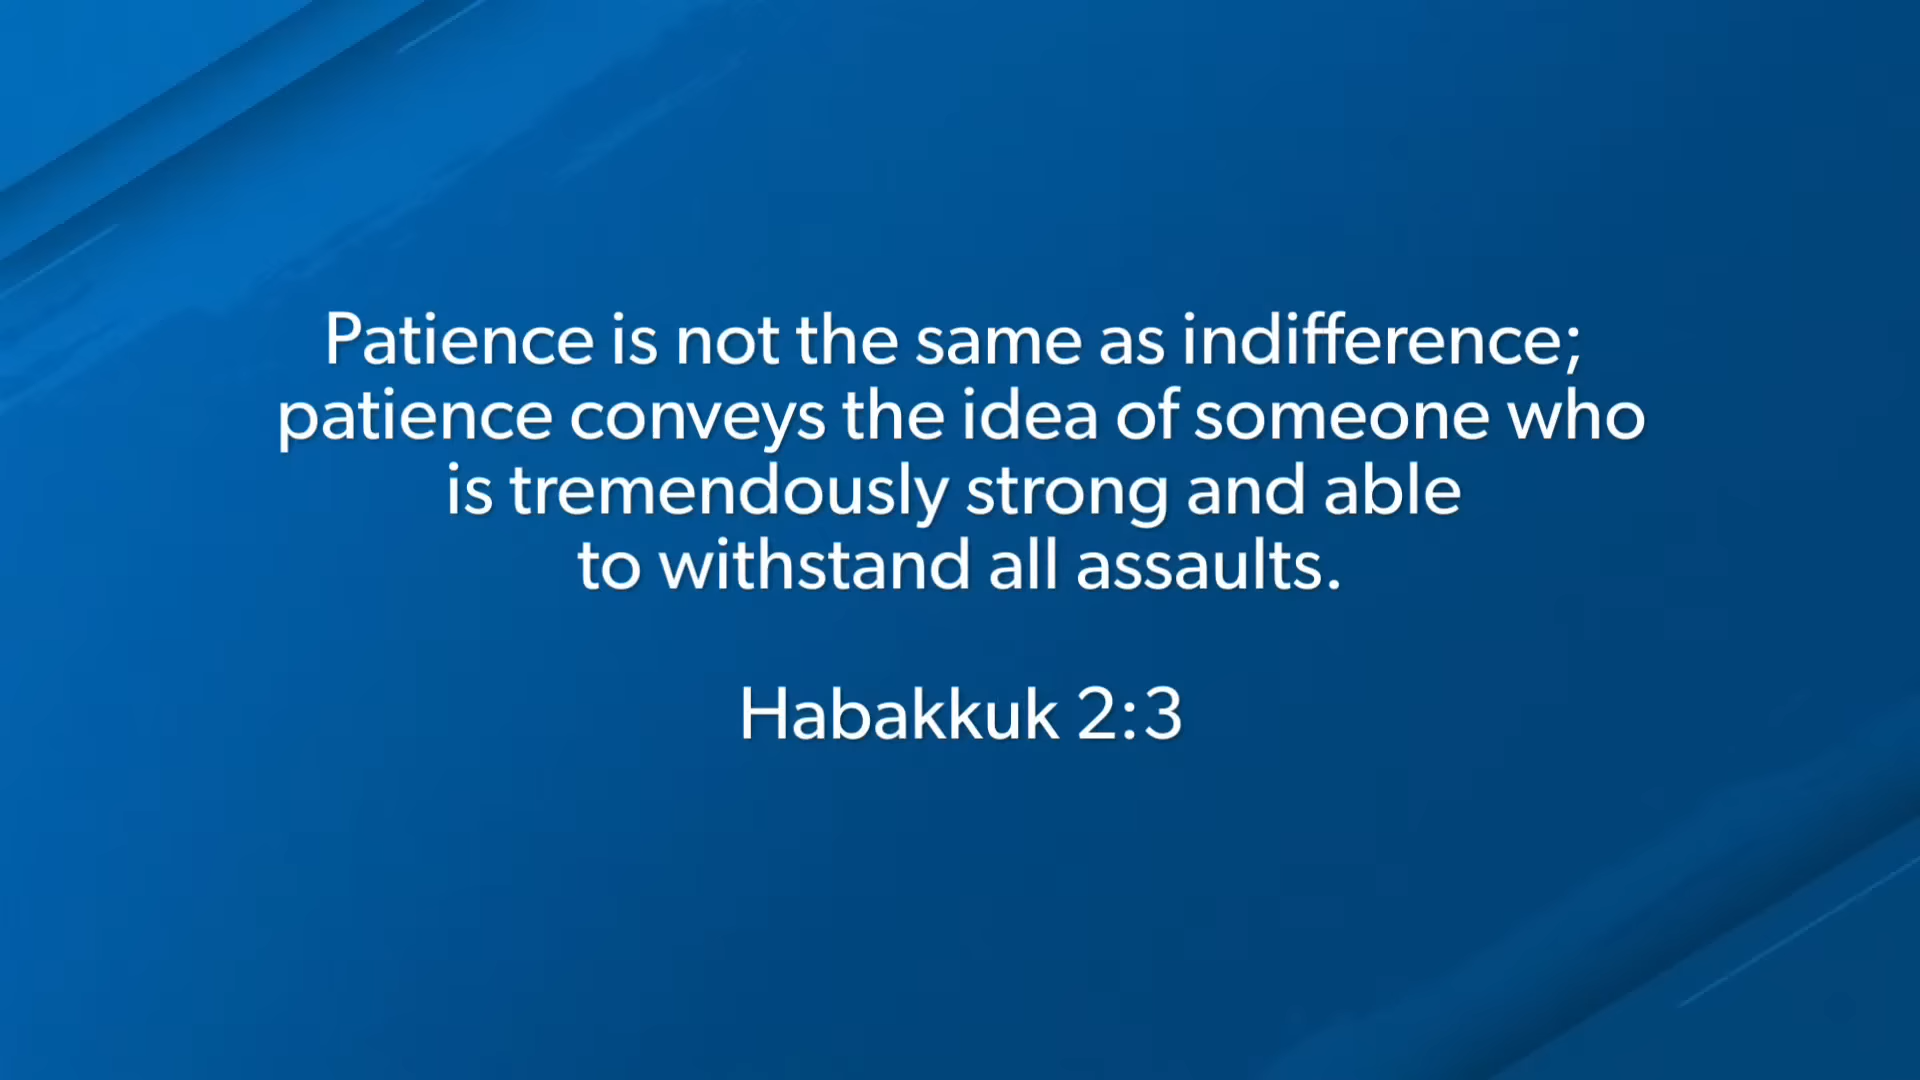 Patience is not the same as indifference;
patience conveys the idea of someone who
is tremendously strong and able
to withstand all assaults.
Habakkuk 2:3